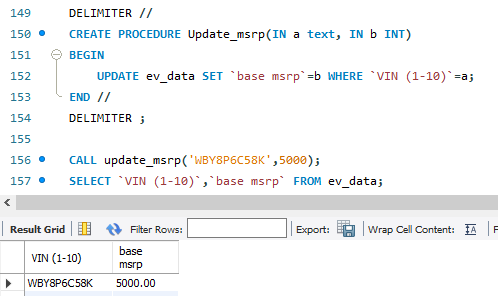 149 DELIMITER //
150 CREATE PROCEDURE Update_msrp(IN a text, IN b INT)
151 BEGIN
152 UPDATE ev_data SET `base msrp`=b WHERE `VIN (1-10)`=a;
153 END //
154 DELIMITER ;
155
156 CALL update_msrp('WBY8P6C58K',5000);
157 SELECT `VIN (1-10)`,`base msrp` FROM ev_data;
Result Grid Filter Rows: Export: Wrap Cell Content:
VIN (1-10) base
msrp
WBY8P6C58K 5000.00